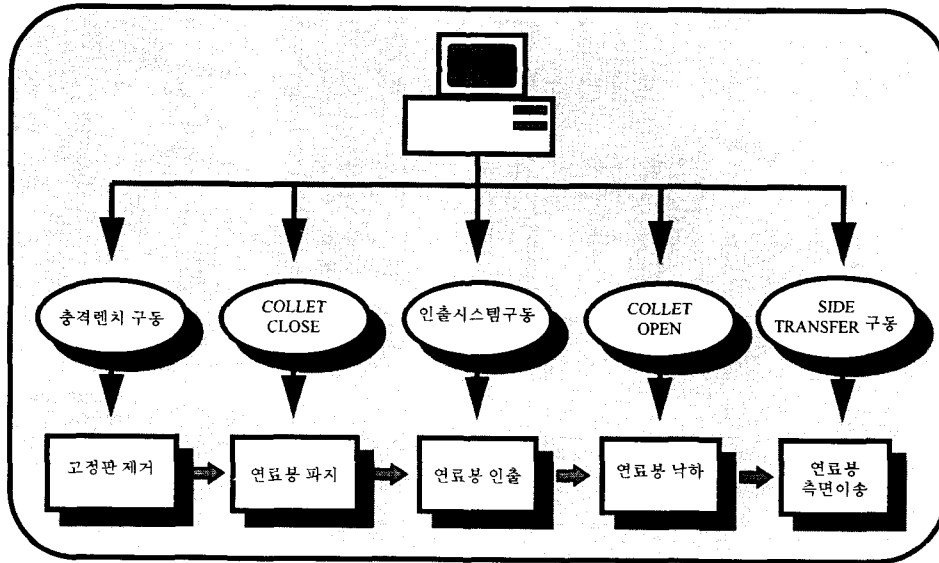 충격렌치 구동
COLLET
CLOSE
인출시스템구동
COLLET
OPEN
SIDE
TRANSFER 구동
고정판 제거
연료봉 파지
연료봉 인출
연료봉 낙하
연료봉
측면이송